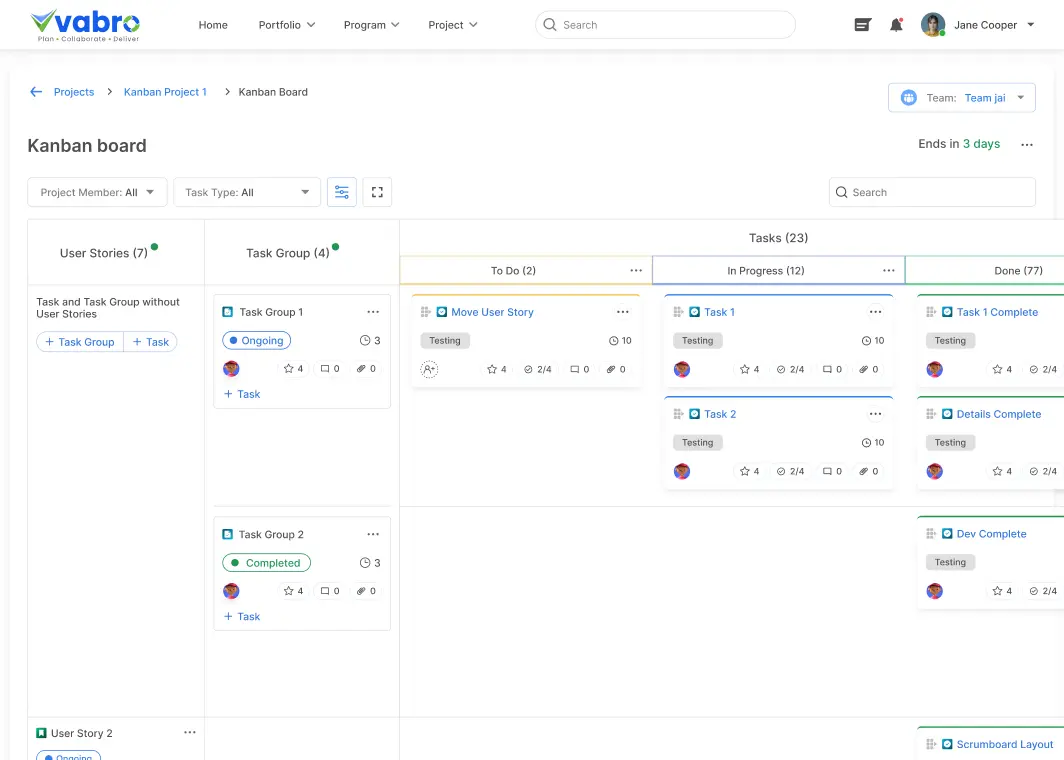 vabro
Plan • Collaborate • Deliver
Home
Portfolio
Program
Project
Search
Jane Cooper
Projects
Kanban Project 1
Kanban Board
Team: Team jai
Kanban board
Ends in 3 days
Project Member: All
Task Type: All
Search
User Stories (7)
Task Group (4)
Tasks (23)
To Do (2)
In Progress (12)
Done (77)
Task and Task Group without
User Stories
+ Task Group
+ Task
Task Group 1
Ongoing
3
4
0
0
+ Task
Move User Story
Testing
10
4
2/4
0
0
Task 1
Testing
10
4
2/4
0
0
Task 1 Complete
Testing
4
2/4
Task 2
Testing
10
4
2/4
0
0
Details Complete
Testing
4
2/4
Task Group 2
Completed
3
4
0
0
+ Task
Dev Complete
Testing
4
2/4
User Story 2
Ongoing
Scrumboard Layout